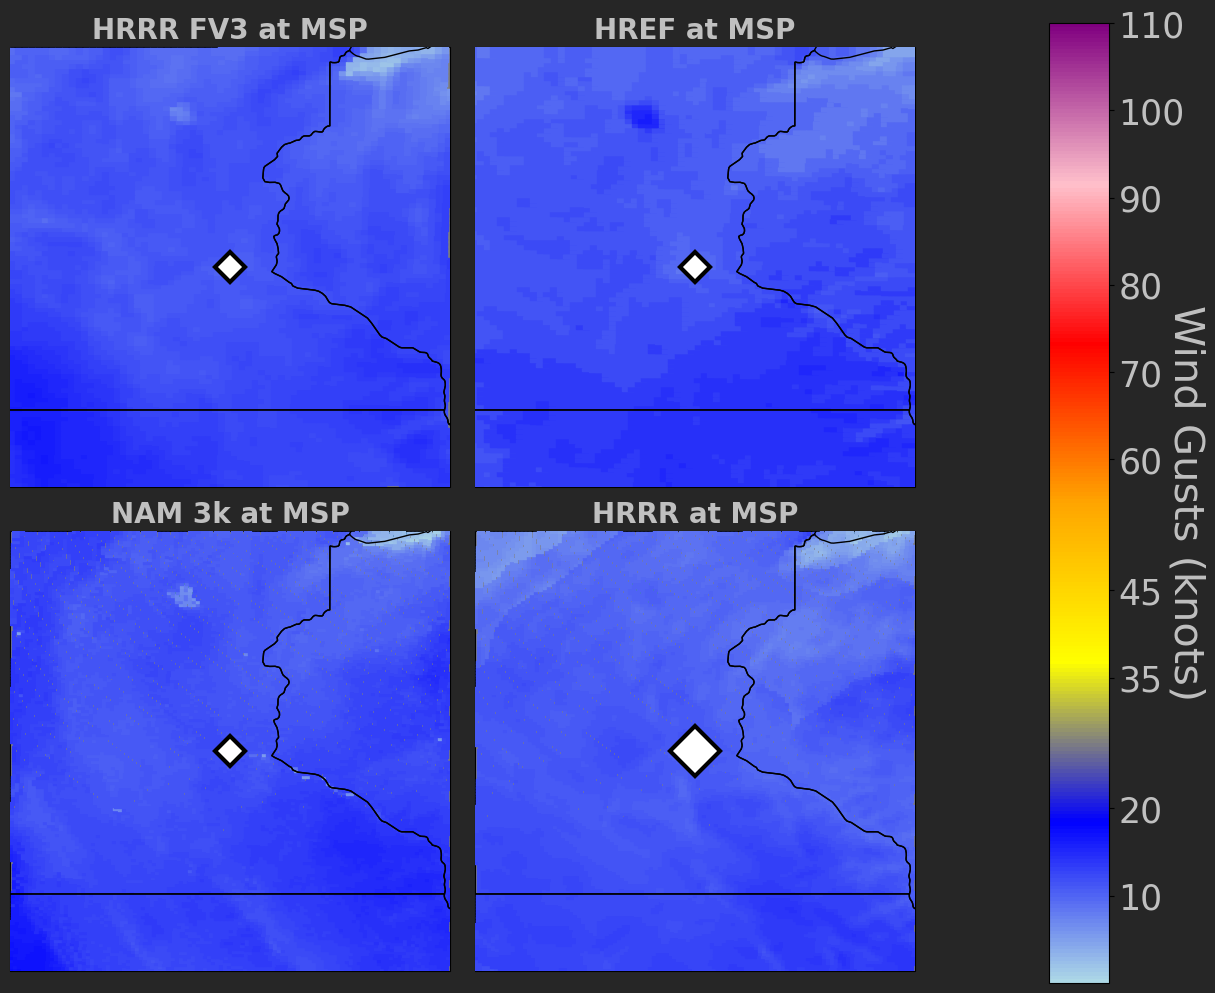 HRRR FV3 at MSP
HREF at MSP
NAM 3k at MSP
HRRR at MSP
110
100
90
80
70
60
45
35
20
10
Wind Gusts (knots)